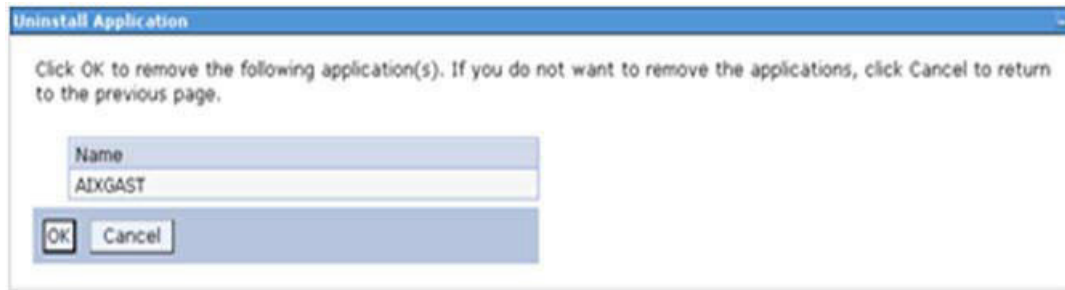 Uninstall Application
Click OK to remove the following application(s). If you do not want to remove the applications, click Cancel to return
to the previous page.
Name
AIXGAST
OK Cancel